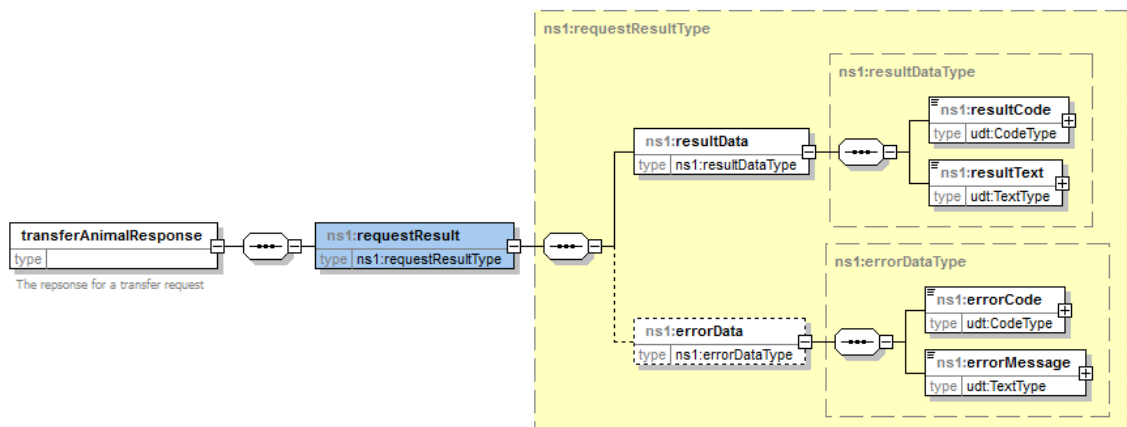 ns1:requestResultType
ns1:resultDataType
ns1:resultCode
type udt:CodeType
ns1:resultData
type ns1:resultDataType
ns1:resultText
type udt:TextType
transferAnimalResponse
type
The repsonse for a transfer request
ns1:requestResult
type ns1:requestResultType
ns1:errorDataType
ns1:errorCode
type udt:CodeType
ns1:errorData
type ns1:errorDataType
ns1:errorMessage
type udt:TextType